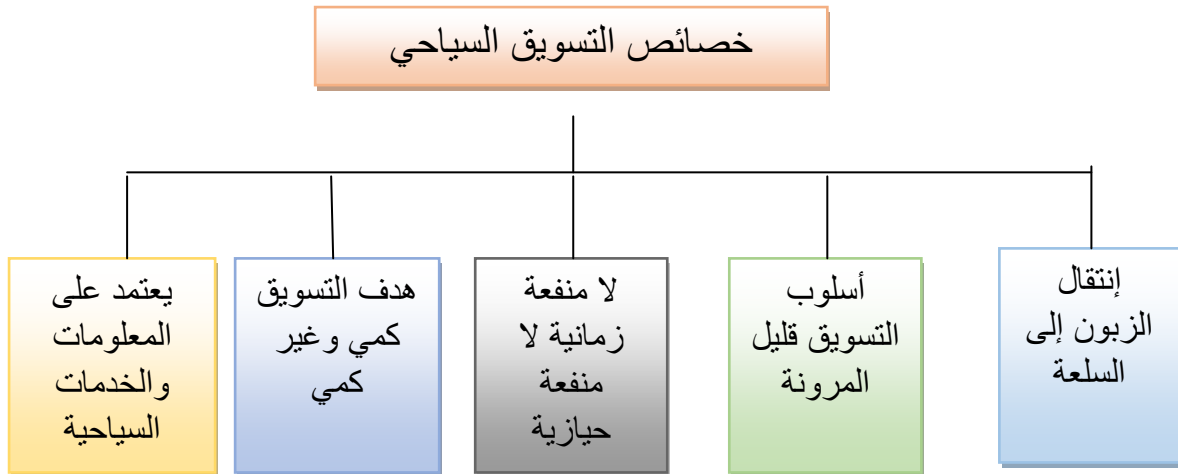 خصائص التسويق السياحي
إنتقال
الزبون إلى
السلعة
أسلوب
التسويق قليل
المرونة
لا منفعة
زمانية لا
منفعة
حيازية
هدف التسويق
كمي وغير
كمي
يعتمد على
المعلومات
والخدمات
السياحية